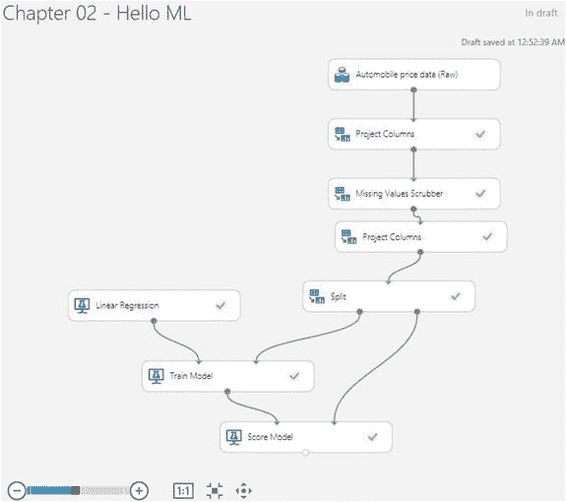 Chapter 02 - Hello ML
In draft
Draft saved at 12:52:39 AM
Automobile price data (Raw)
Project Columns
Missing Values Scrubber
Project Columns
Split
Linear Regression
Train Model
Score Model
1:1